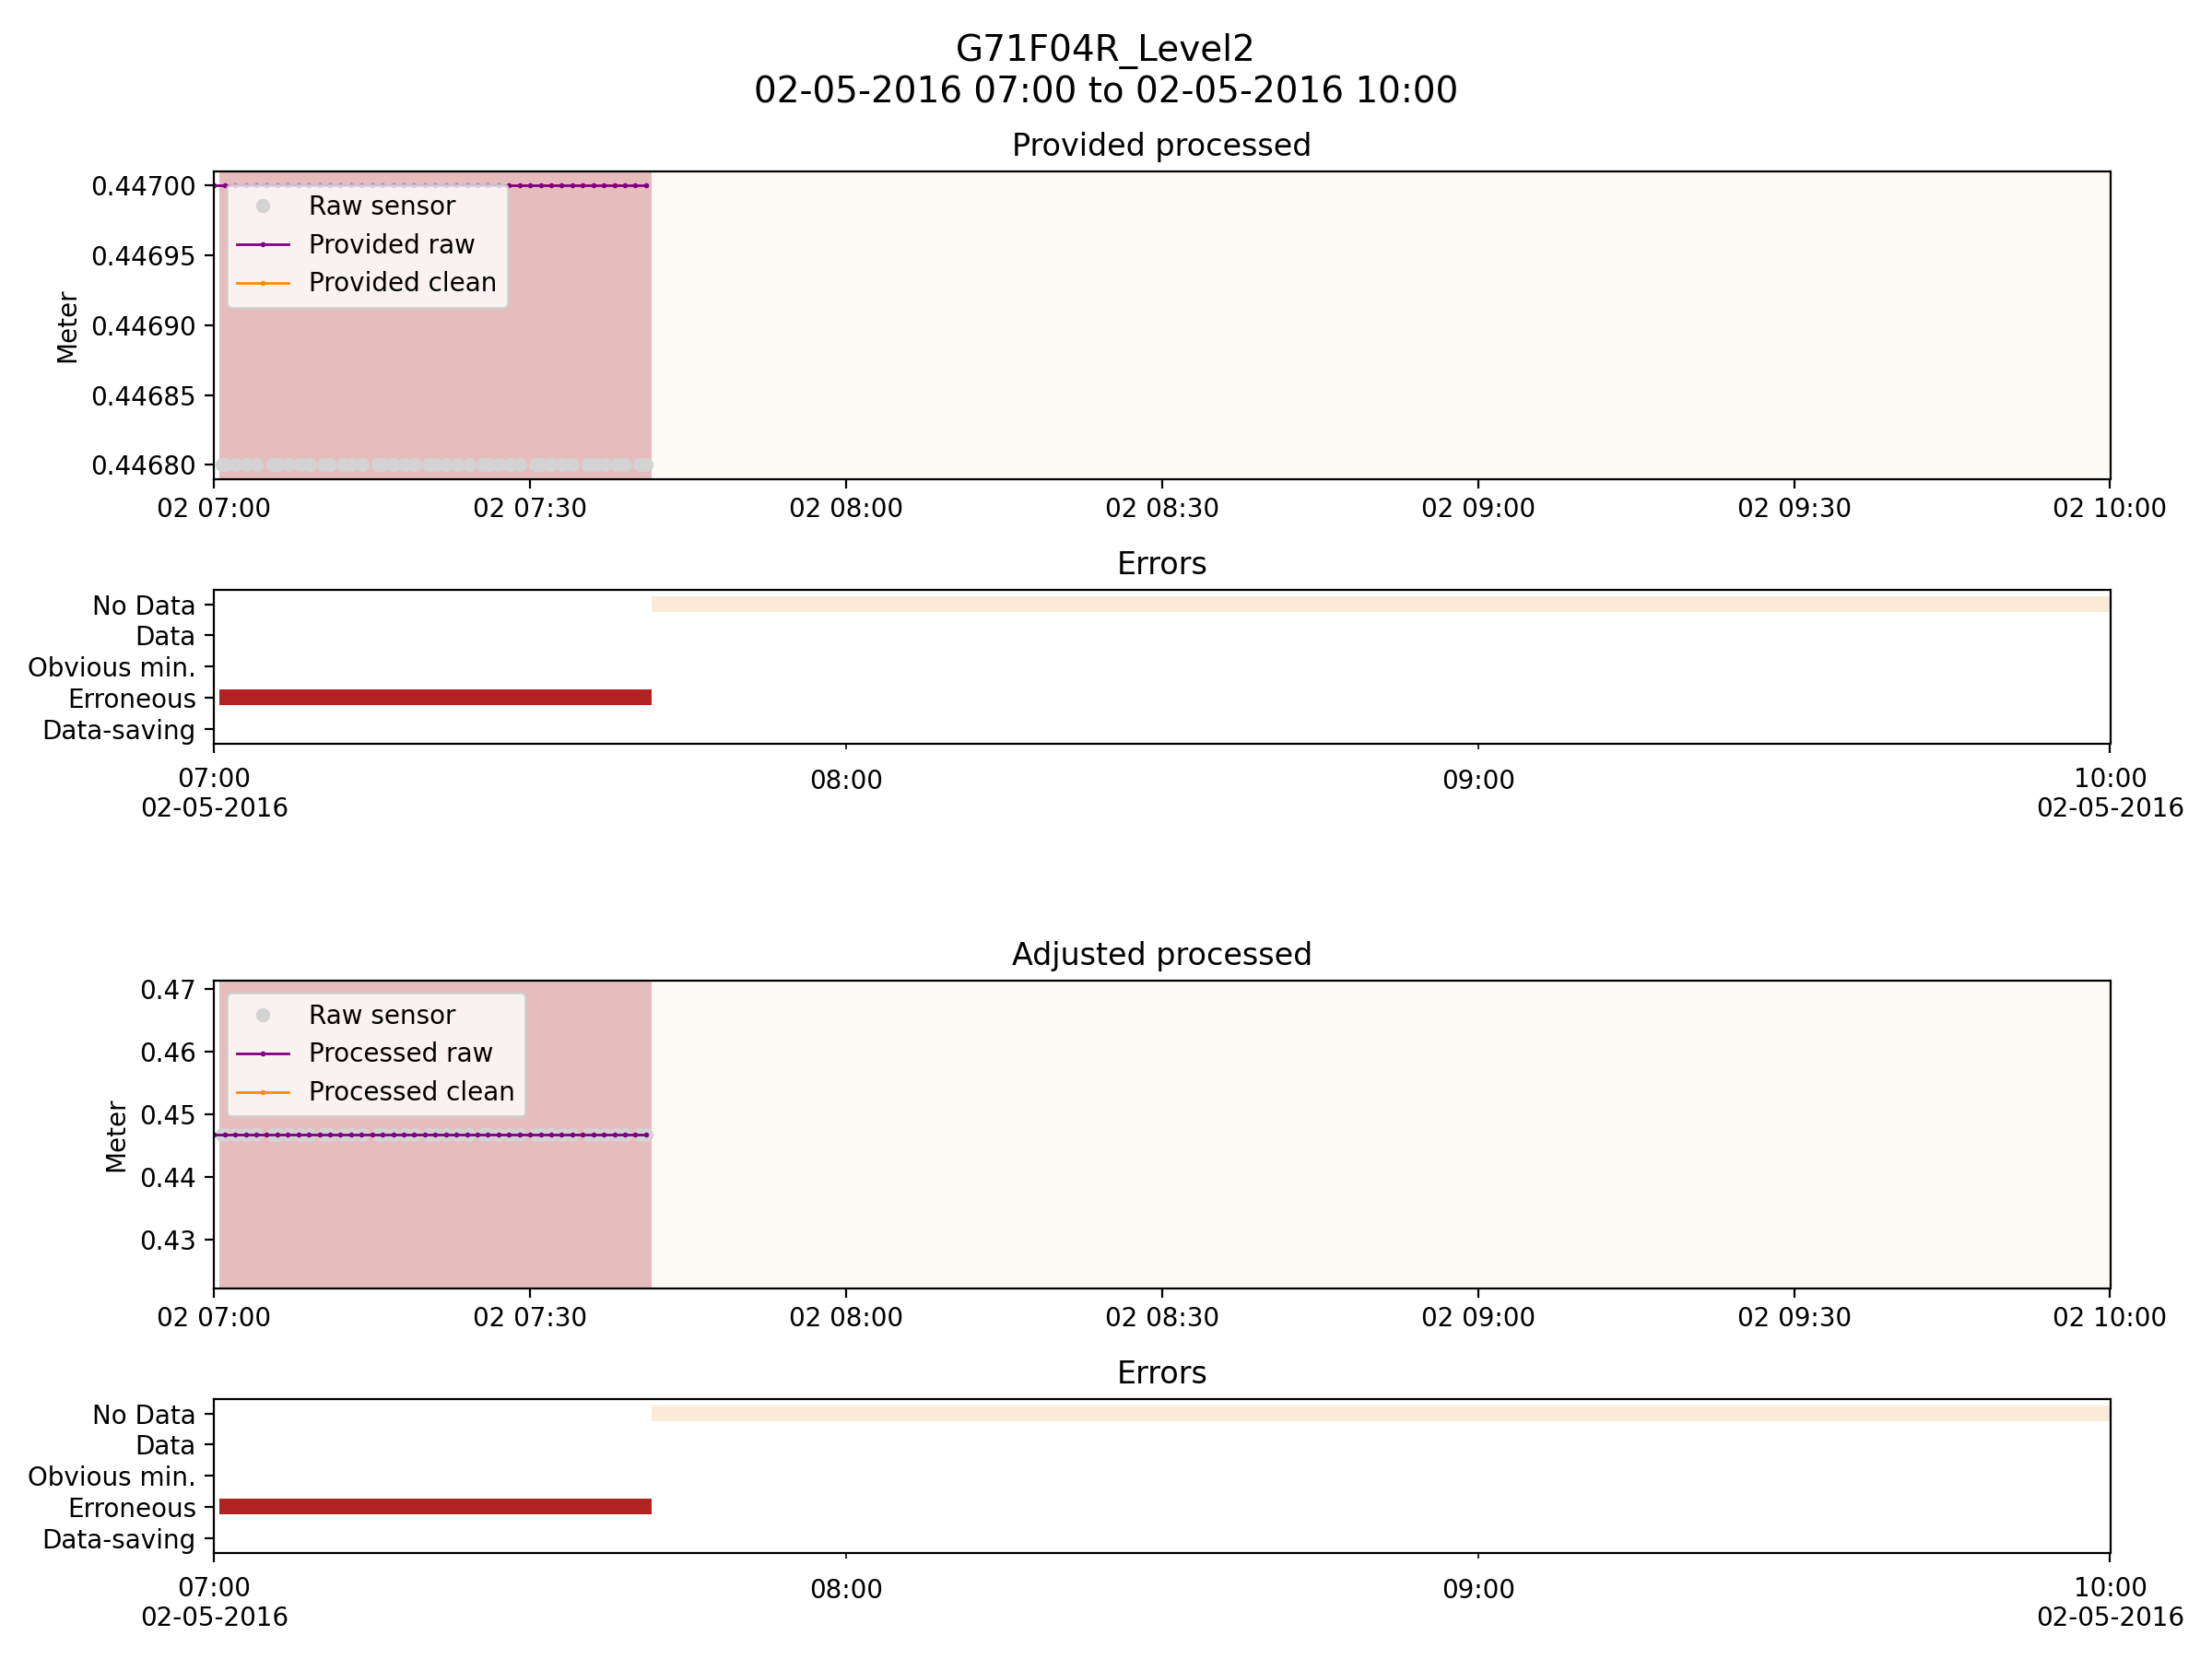 G71F04R_Level2
02-05-2016 07:00 to 02-05-2016 10:00
Provided processed
0.44700
0.44695
0.44690
0.44685
0.44680
Meter
Raw sensor
Provided raw
Provided clean
02 07:00 02 07:30 02 08:00 02 08:30 02 09:00 02 09:30 02 10:00
Errors
No Data
Data
Obvious min.
Erroneous
Data-saving
07:00 08:00 09:00 10:00
02-05-2016 02-05-2016
Adjusted processed
0.47
0.46
0.45
0.44
0.43
Meter
Raw sensor
Processed raw
Processed clean
02 07:00 02 07:30 02 08:00 02 08:30 02 09:00 02 09:30 02 10:00
Errors
No Data
Data
Obvious min.
Erroneous
Data-saving
07:00 08:00 09:00 10:00
02-05-2016 02-05-2016